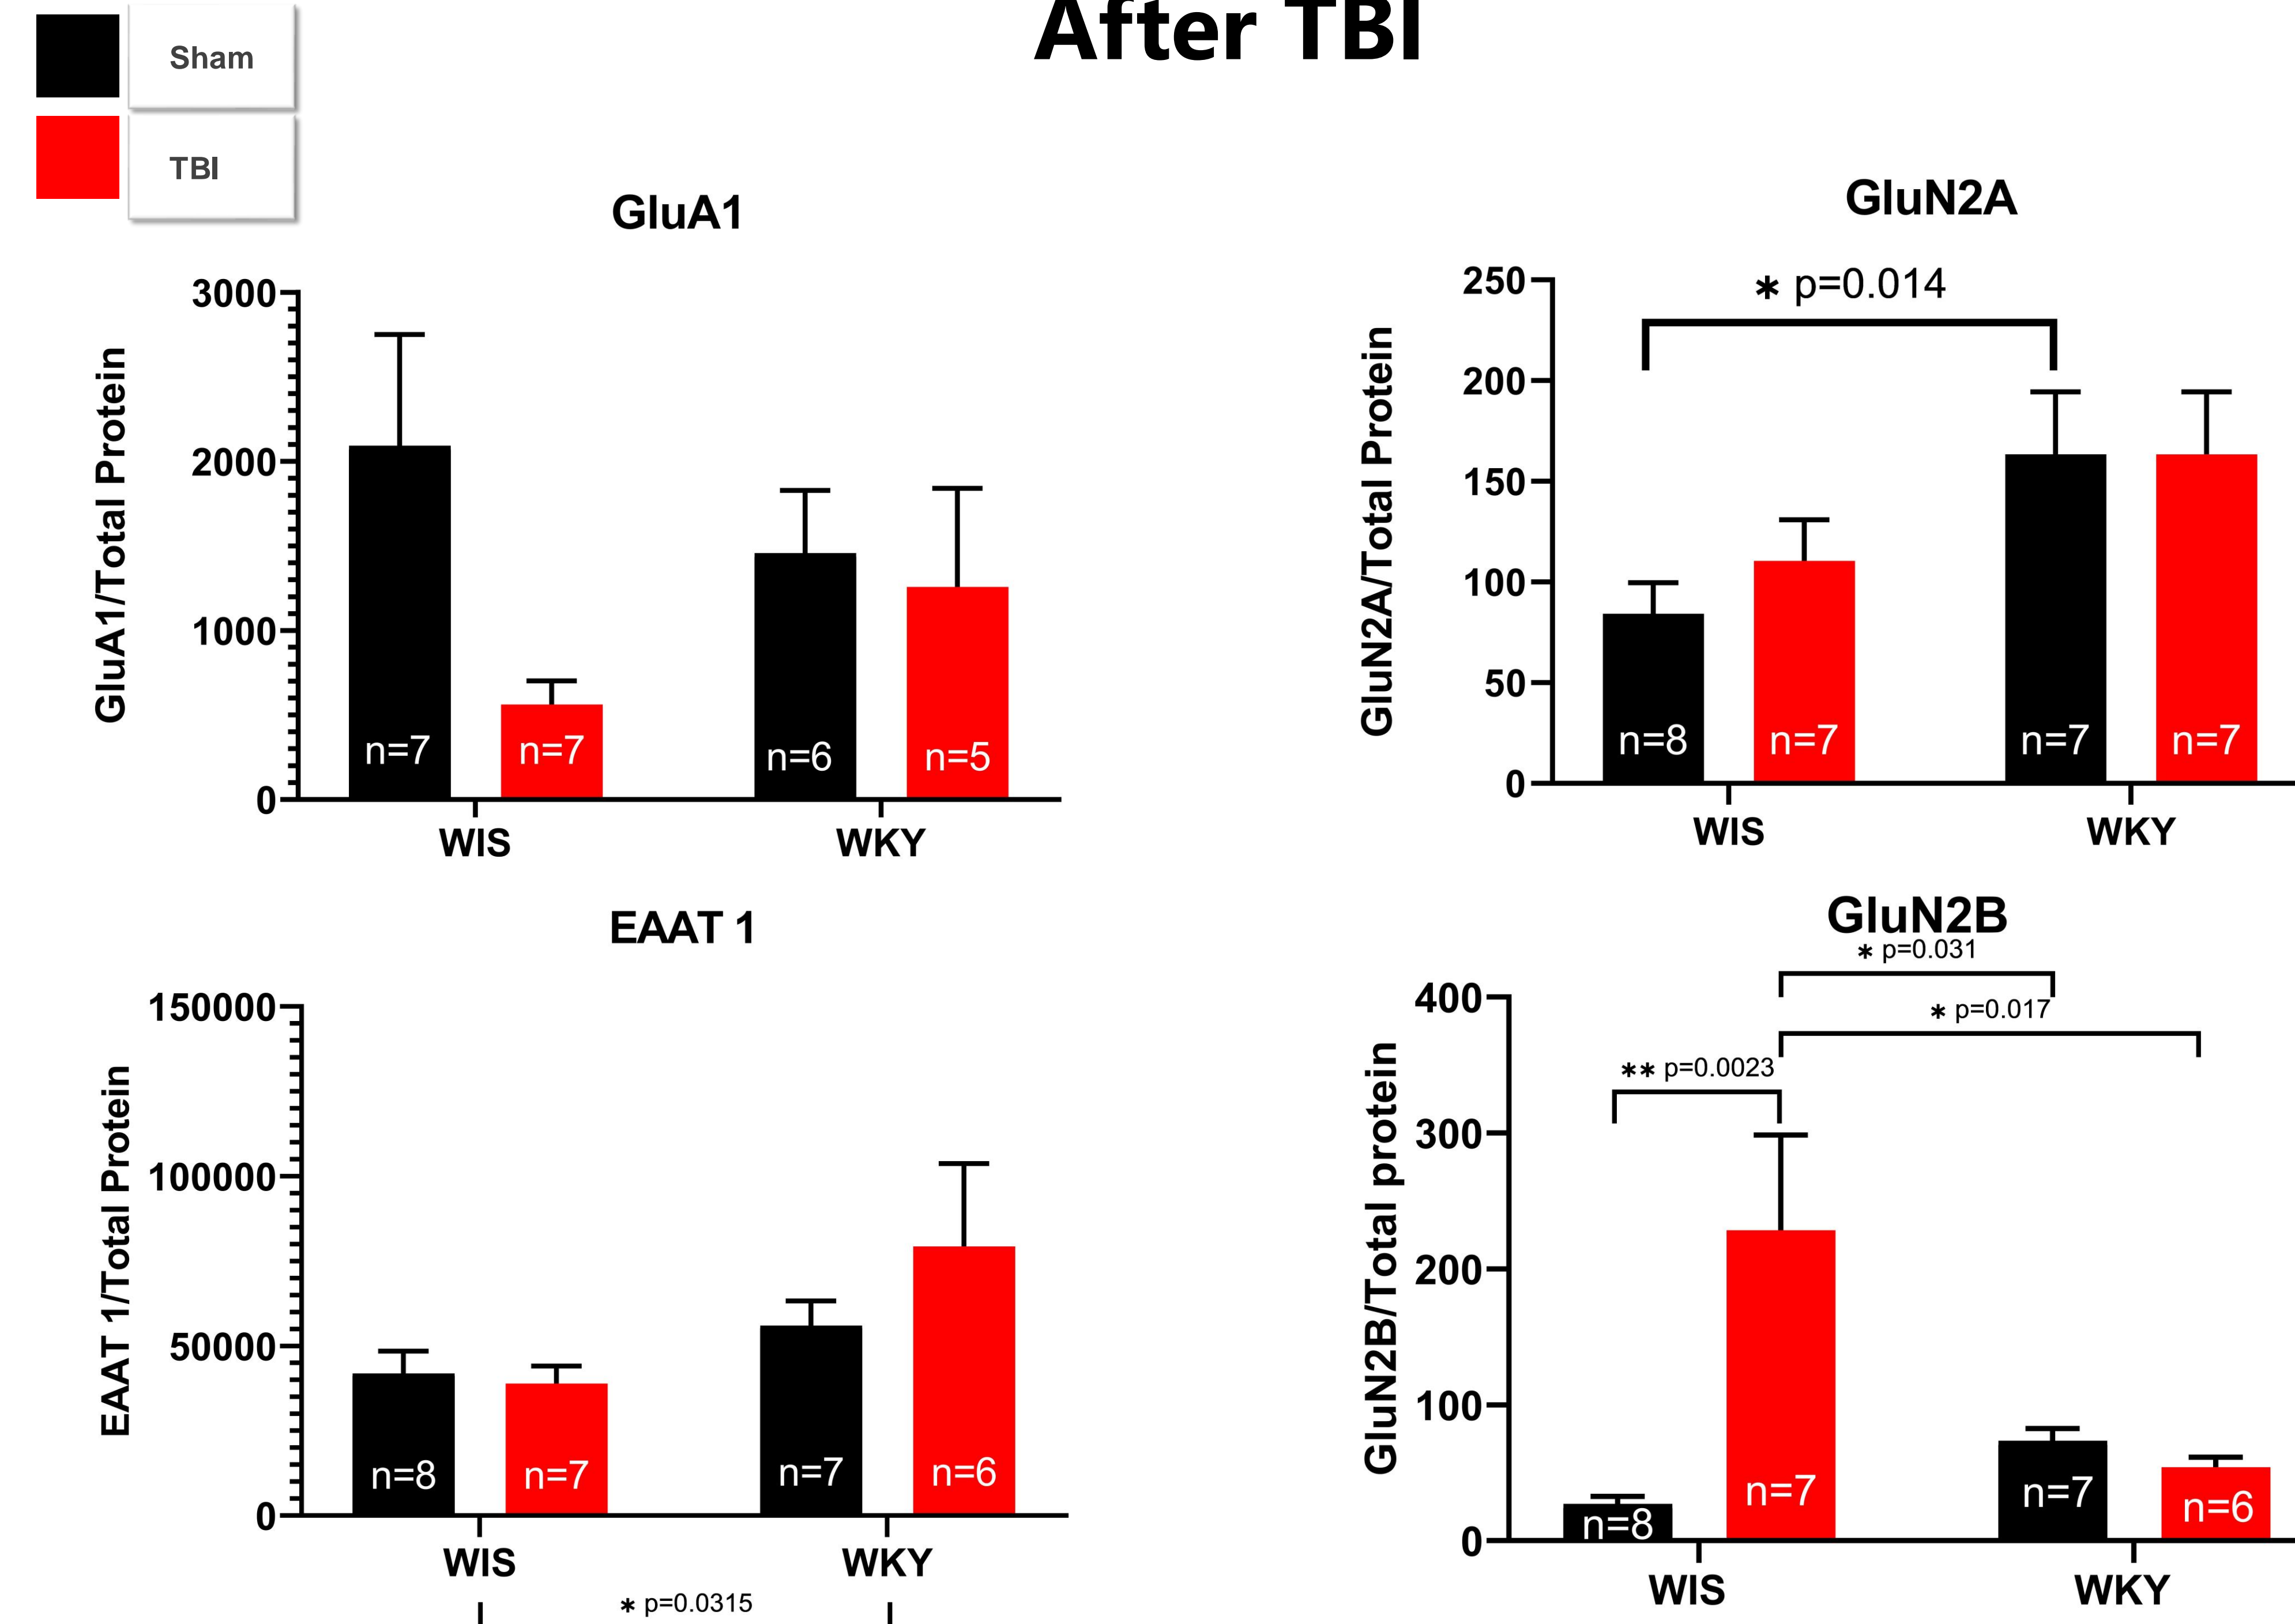 After TBI
Sham
TBI
GluA1
GluA1/Total Protein
3000
2000
1000
0
n=7
n=7
n=6
n=5
WIS
WKY
GluN2A
GluN2A/Total Protein
250
200
150
100
50
0
* p=0.014
n=8
n=7
n=7
n=7
WIS
WKY
EAAT 1
EAAT 1/Total Protein
150000
100000
50000
0
n=8
n=7
n=7
n=6
WIS
WKY
* p=0.0315
GluN2B
* p=0.031
* p=0.017
** p=0.0023
GluN2B/Total protein
400
300
200
100
0
n=8
n=7
n=7
n=6
WIS
WKY